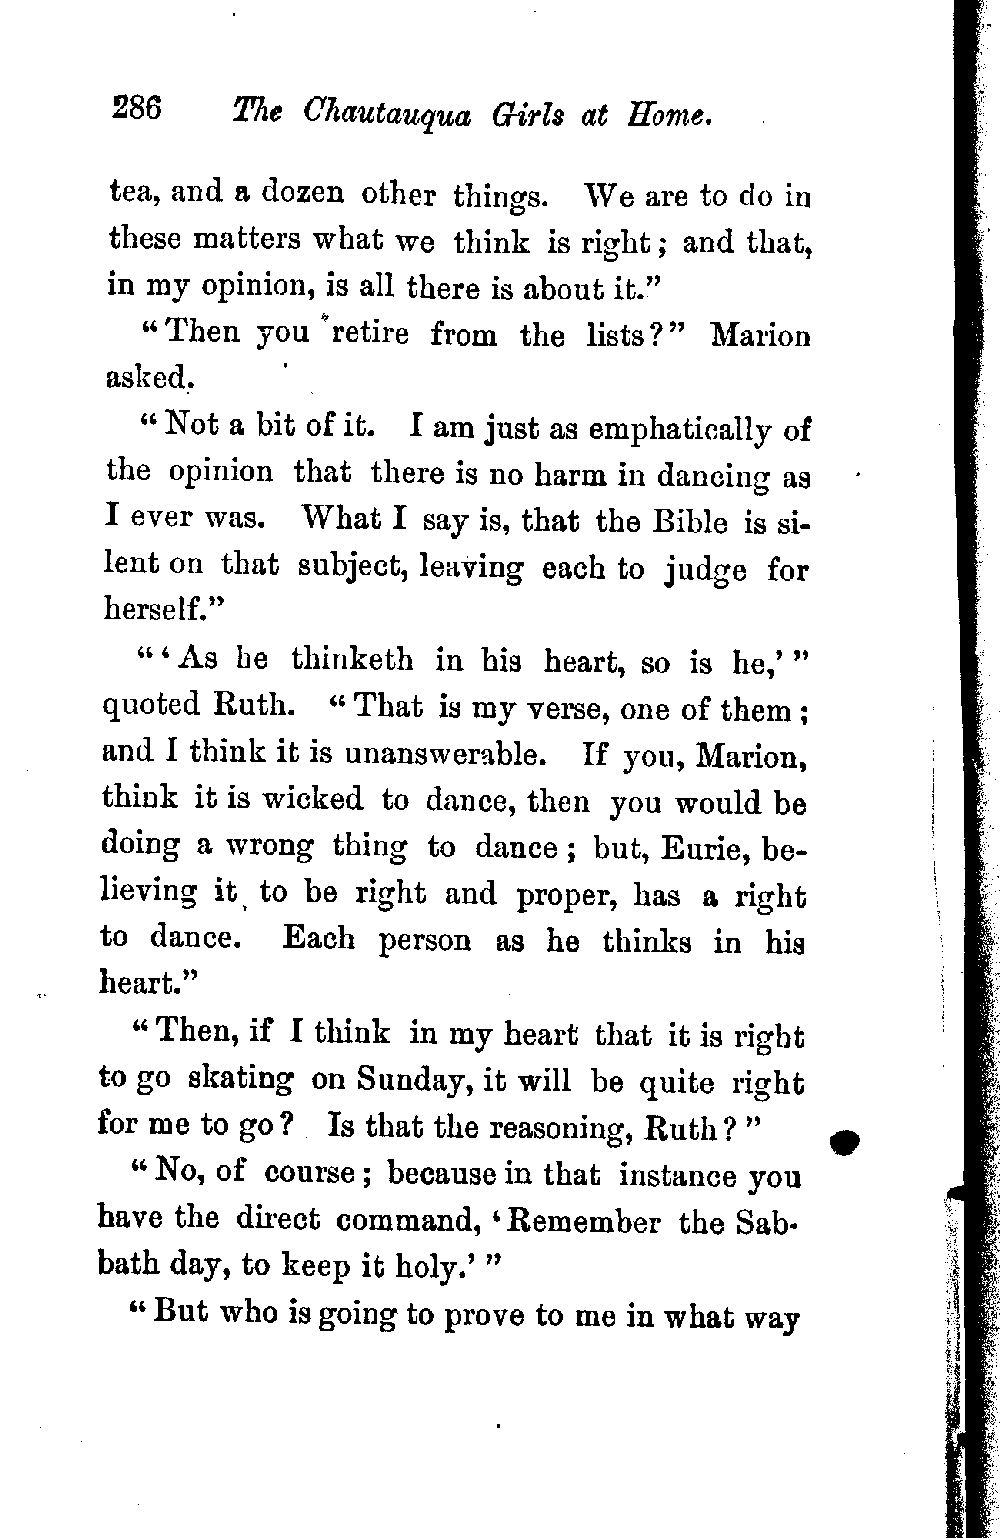 286 The Chautauqua Girls at Home.
tea, and a dozen other things. We are to do in
these matters what we think is right; and that,
in my opinion, is all there is about it."
"Then you retire from the lists?" Marion
asked.
"Not a bit of it. I am just as emphatically of
the opinion that there is no harm in dancing as
I ever was. What I say is, that the Bible is si-
lent on that subject, leaving each to judge for
herself."
"'As he thinketh in his heart, so is he,'"
quoted Ruth. "That is my verse, one of them;
and I think it is unanswerable. If you, Marion,
think it is wicked to dance, then you would be
doing a wrong thing to dance; but, Eurie, be-
lieving it to be right and proper, has a right
to dance. Each person as he thinks in his
heart."
"Then, if I think in my heart that it is right
to go skating on Sunday, it will be quite right
for me to go? Is that the reasoning, Ruth?"
"No, of course; because in that instance you
have the direct command, 'Remember the Sab-
bath day, to keep it holy.'"
"But who is going to prove to me in what way